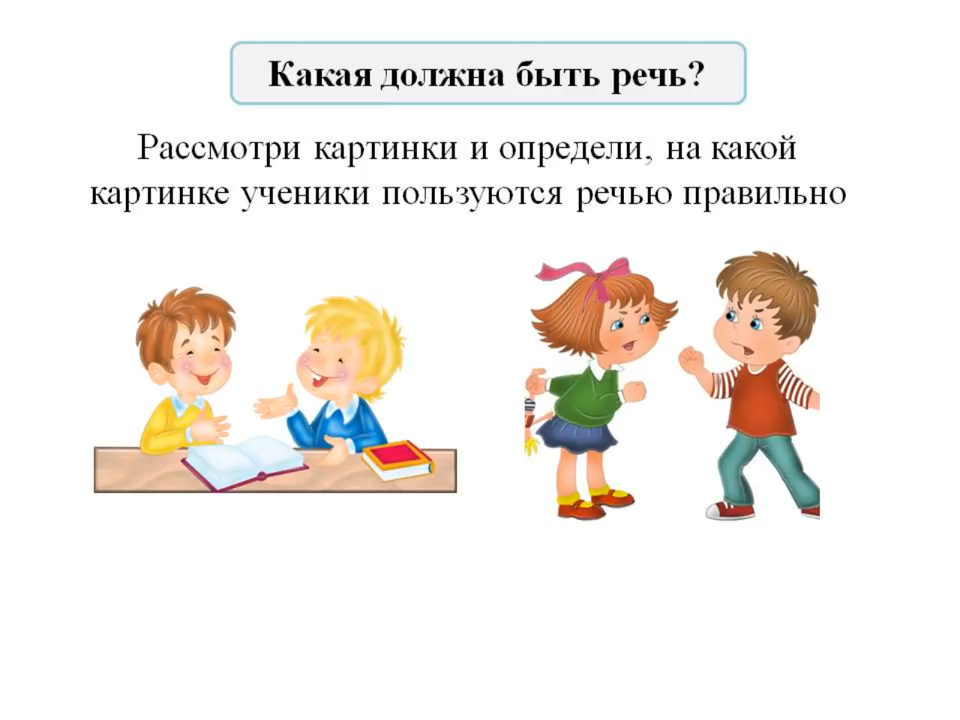 Какая должна быть речь?
Рассмотри картинки и определи, на какой
картинке ученики пользуются речью правильно